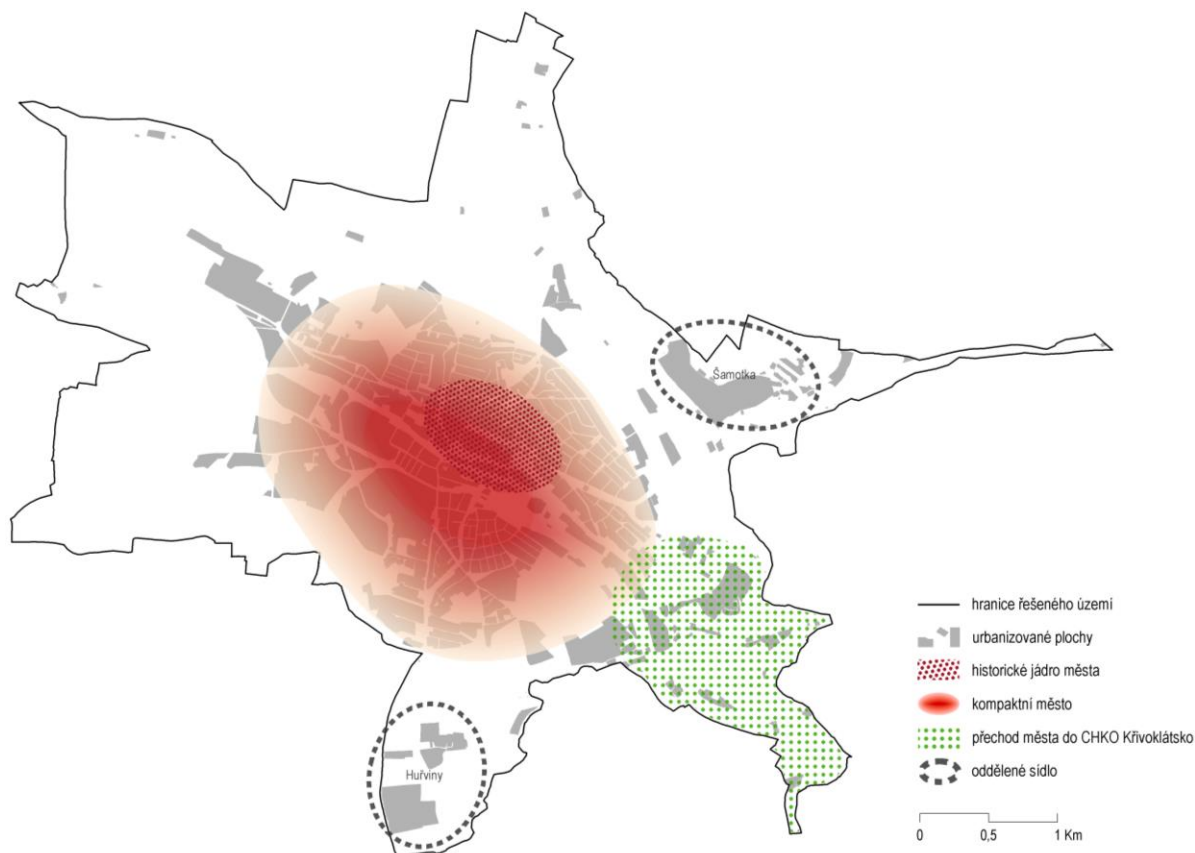 Šamotka
Huřviny
hranice řešeného území
urbanizované plochy
historické jádro města
kompaktní město
přechod města do CHKO Křivoklátsko
oddělené sídlo
0 0,5 1 Km